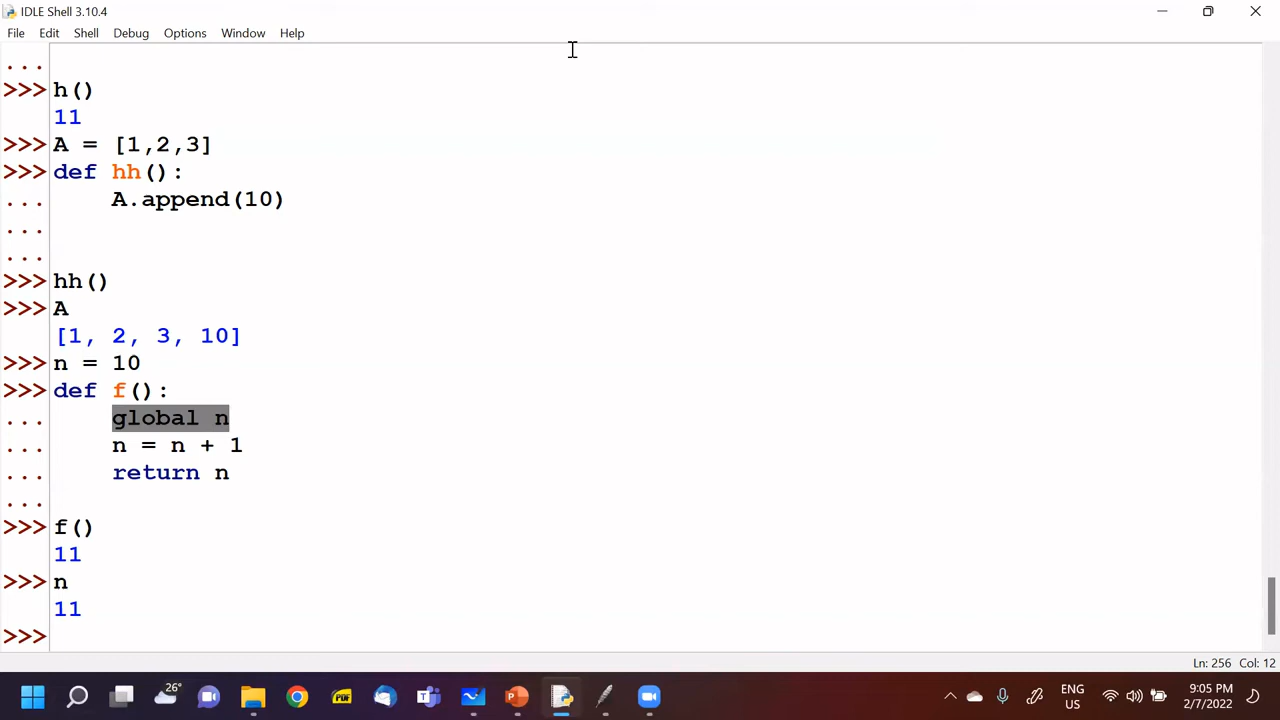 IDLE Shell 3.10.4
File Edit Shell Debug Options Window Help
...
>>> h()
11
>>> A = [1,2,3]
>>> def hh():
... A.append(10)
...
...
>>> hh()
>>> A
[1, 2, 3, 10]
>>> n = 10
>>> def f():
... global n
... n = n + 1
... return n
...
>>> f()
11
>>> n
11
>>>
Ln: 256 Col: 12
26°
PDF
ENG
US
9:05 PM
2/7/2022